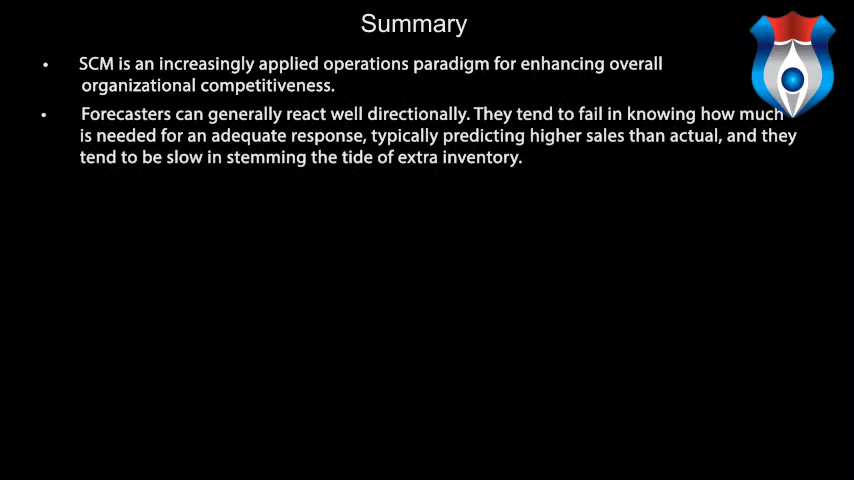 Summary
• SCM is an increasingly applied operations paradigm for enhancing overall
organizational competitiveness.
• Forecasters can generally react well directionally. They tend to fail in knowing how much
is needed for an adequate response, typically predicting higher sales than actual, and they
tend to be slow in stemming the tide of extra inventory.